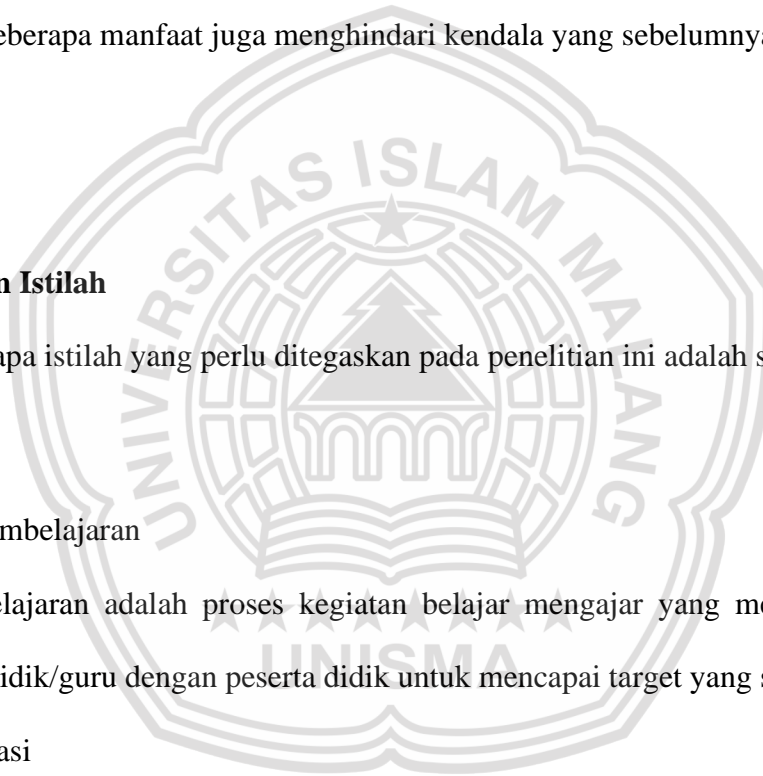 eberapa manfaat juga menghindari kendala yang sebelumnya
UNIVERSITAS ISLAM MALANG
n Istilah
apa istilah yang perlu ditegaskan pada penelitian ini adalah s
mbelajaran
elajaran adalah proses kegiatan belajar mengajar yang me
idik/guru dengan peserta didik untuk mencapai target yang s
UNISMA
asi